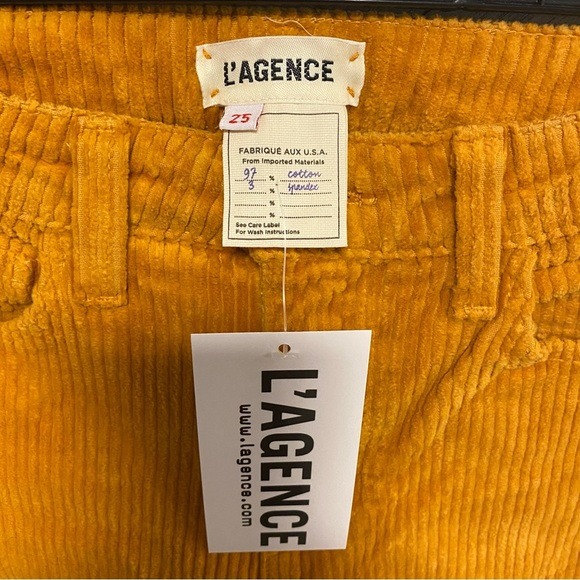 L'AGENCE
25
FABRIQUÉ AUX U.S.A.
From Imported Materials
97 % cotton
3 % spandex
%
%
See Care Label
For Wash Instructions
L'AGENCE
www.lagence.com